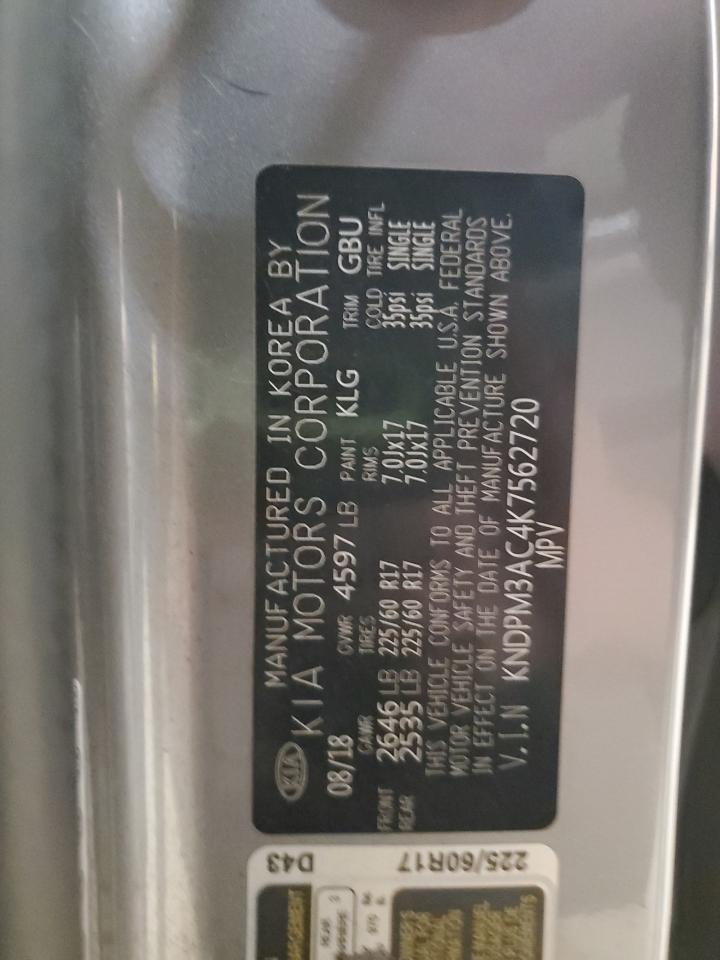 KIA
MANUFACTURED IN KOREA BY
KIA MOTORS CORPORATION
08/18 GVWR 4597 LB PAINT KLG TRIM GBU
GAWR TIRES RIMS COLD TIRE INFL
FRONT 2646 LB 225/60 R17 7.0Jx17 35psi SINGLE
REAR 2535 LB 225/60 R17 7.0Jx17 35psi SINGLE
THIS VEHICLE CONFORMS TO ALL APPLICABLE U.S.A. FEDERAL
MOTOR VEHICLE SAFETY AND THEFT PREVENTION STANDARDS
IN EFFECT ON THE DATE OF MANUFACTURE SHOWN ABOVE.
V.I.N KNDPM3AC4K7562720
MPV
D43
225/60R17
REAR